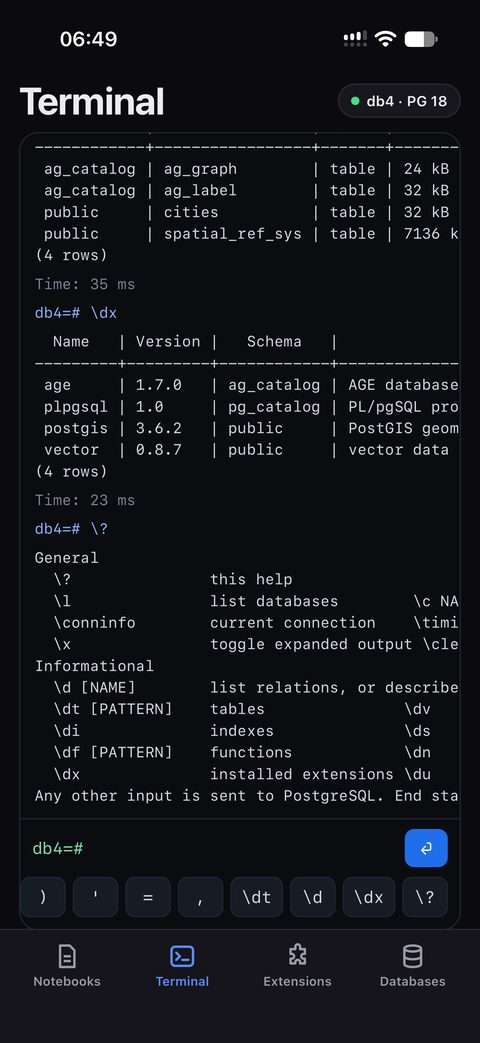 06:49
Terminal
db4 · PG 18
------------+-----------------+-------+------
 ag_catalog | ag_graph        | table | 24 kB
 ag_catalog | ag_label        | table | 32 kB
 public     | cities          | table | 32 kB
 public     | spatial_ref_sys | table | 7136 k
(4 rows)
Time: 35 ms
db4=# \dx
  Name   | Version |   Schema   |
---------+---------+------------+-------------
 age     | 1.7.0   | ag_catalog | AGE database
 plpgsql | 1.0     | pg_catalog | PL/pgSQL pro
 postgis | 3.6.2   | public     | PostGIS geom
 vector  | 0.8.7   | public     | vector data
(4 rows)
Time: 23 ms
db4=# \?
General
  \?               this help
  \l               list databases        \c NA
  \conninfo        current connection    \timi
  \x               toggle expanded output \cle
Informational
  \d [NAME]        list relations, or describe
  \dt [PATTERN]    tables               \dv
  \di              indexes              \ds
  \df [PATTERN]    functions            \dn
  \dx              installed extensions \du
Any other input is sent to PostgreSQL. End sta
db4=#
) ' = , \dt \d \dx \?
Notebooks Terminal Extensions Databases